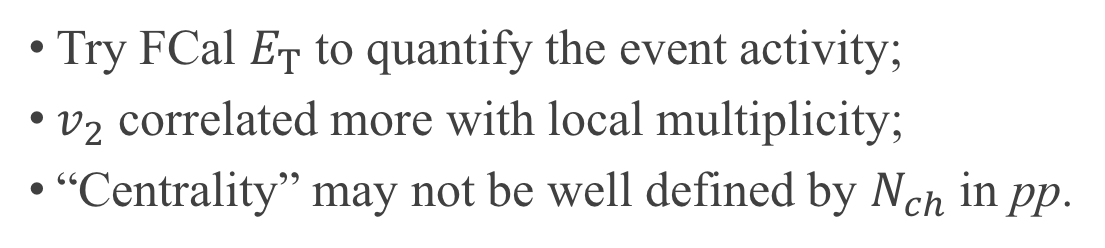 • Try FCal E_T to quantify the event activity;
• v_2 correlated more with local multiplicity;
• “Centrality” may not be well defined by N_ch in pp.